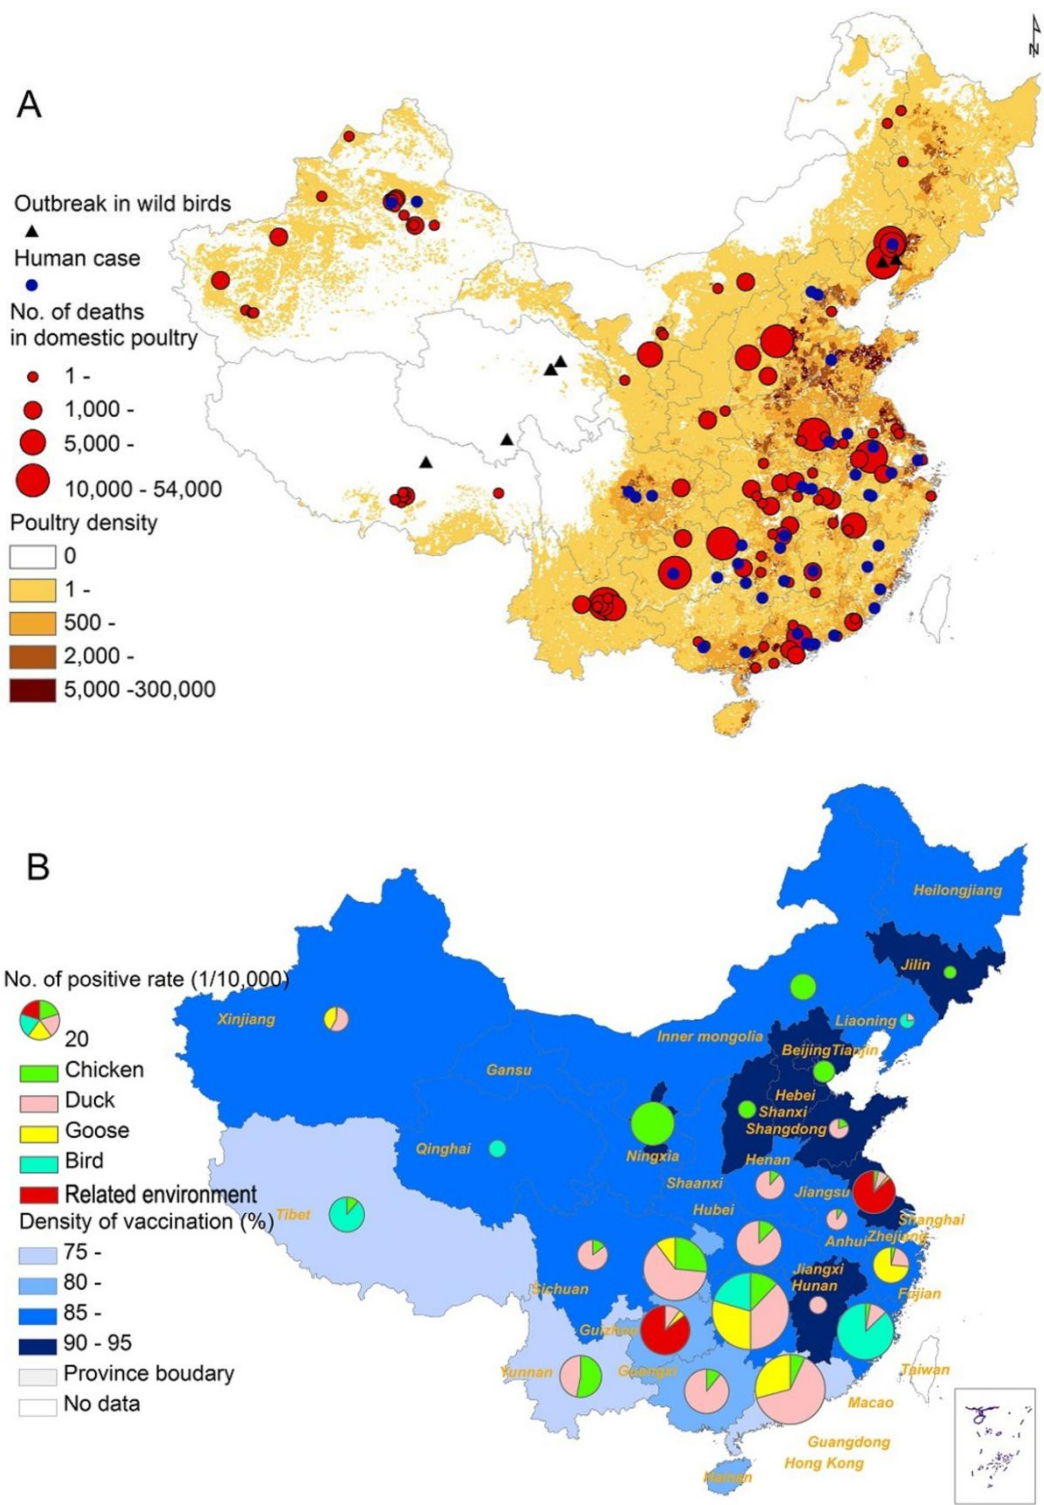 N
A
Outbreak in wild birds
Human case
No. of deaths
in domestic poultry
1 -
1,000 -
5,000 -
10,000 - 54,000
Poultry density
0
1 -
500 -
2,000 -
5,000 -300,000
B
No. of positive rate (1/10,000)
20
Chicken
Duck
Goose
Bird
Related environment
Density of vaccination (%)
75 -
80 -
85 -
90 - 95
Province boudary
No data
Heilongjiang
Jilin
Xinjiang
Liaoning
Inner mongolia
BeijingTianjin
Gansu
Hebei
Shanxi
Shangdong
Qinghai
Ningxia
Henan
Shaanxi
Jiangsu
Tibet
Hubei
Shanghai
Anhui
Zhejiang
Jiangxi
Hunan
Sichuan
Fujian
Guizhou
Yunnan
Guangxi
Taiwan
Macao
Guangdong
Hong Kong
Hainan